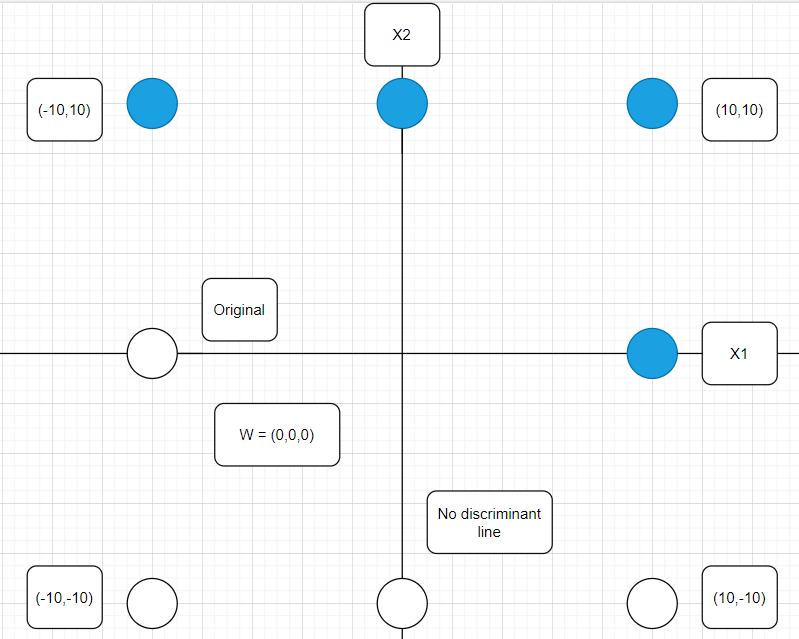 X2
(-10,10)
(10,10)
Original
X1
W = (0,0,0)
No discriminant
line
(-10,-10)
(10,-10)